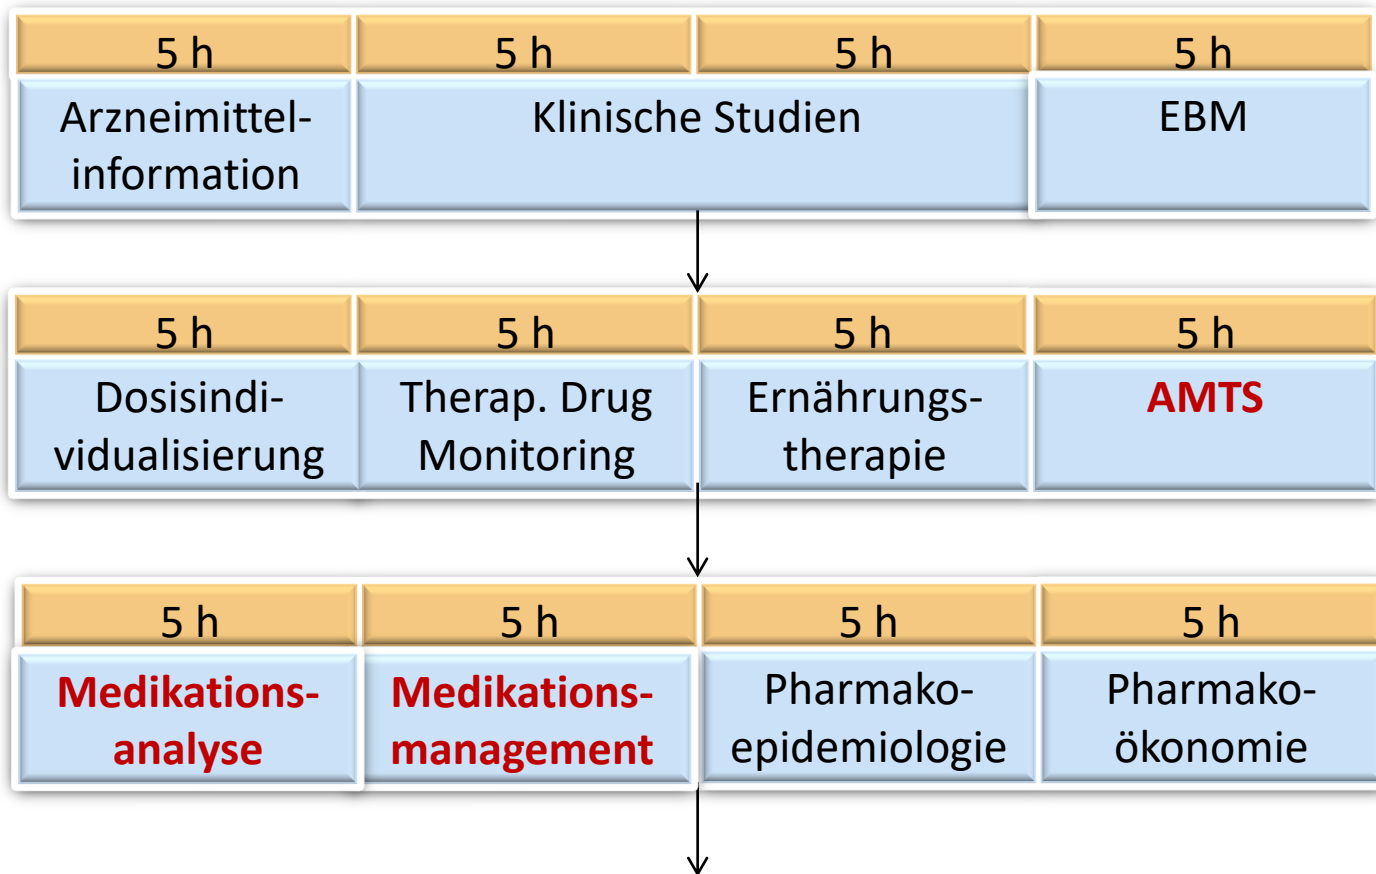 5 h 5 h 5 h 5 h
Arzneimittel-
information
Klinische Studien
EBM
5 h 5 h 5 h 5 h
Dosisindi-
vidualisierung
Therap. Drug
Monitoring
Ernährungs-
therapie
AMTS
5 h 5 h 5 h 5 h
Medikations-
analyse
Medikations-
management
Pharmako-
epidemiologie
Pharmako-
ökonomie